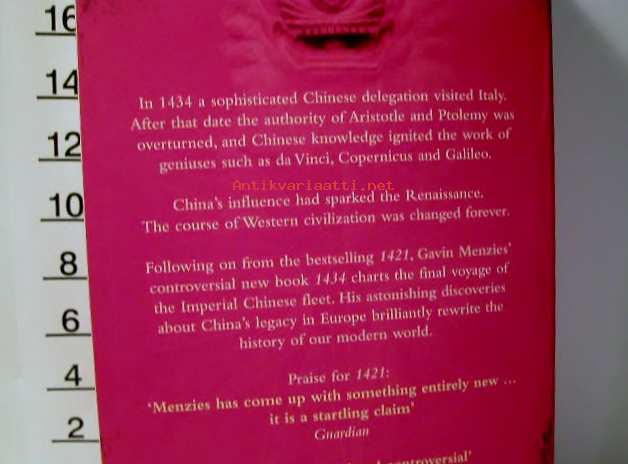 16
14
12
10
8
6
4
2
In 1434 a sophisticated Chinese delegation visited Italy.
After that date the authority of Aristotle and Ptolemy was
overturned, and Chinese knowledge ignited the work of
geniuses such as da Vinci, Copernicus and Galileo.
Antikvariaatti.net
China's influence had sparked the Renaissance.
The course of Western civilization was changed forever.
Following on from the bestselling 1421, Gavin Menzies'
controversial new book 1434 charts the final voyage of
the Imperial Chinese fleet. His astonishing discoveries
about China's legacy in Europe brilliantly rewrite the
history of our modern world.
Praise for 1421:
'Menzies has come up with something entirely new ...
it is a startling claim'
Guardian
controversial'